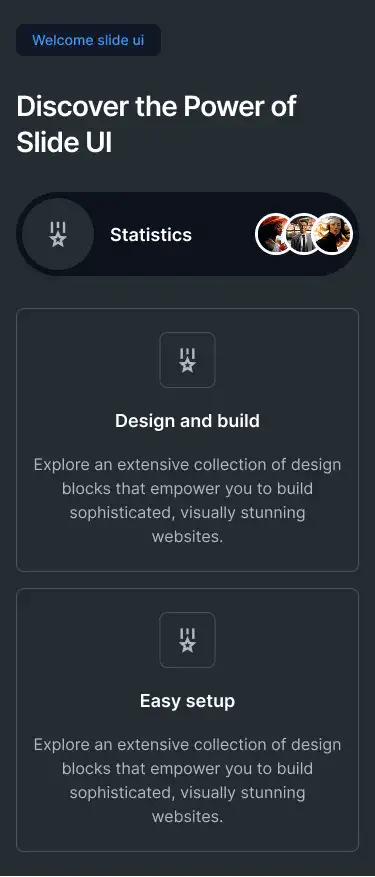 Welcome slide ui
Discover the Power of
Slide UI
Statistics
Design and build
Explore an extensive collection of design
blocks that empower you to build
sophisticated, visually stunning
websites.
Easy setup
Explore an extensive collection of design
blocks that empower you to build
sophisticated, visually stunning
websites.